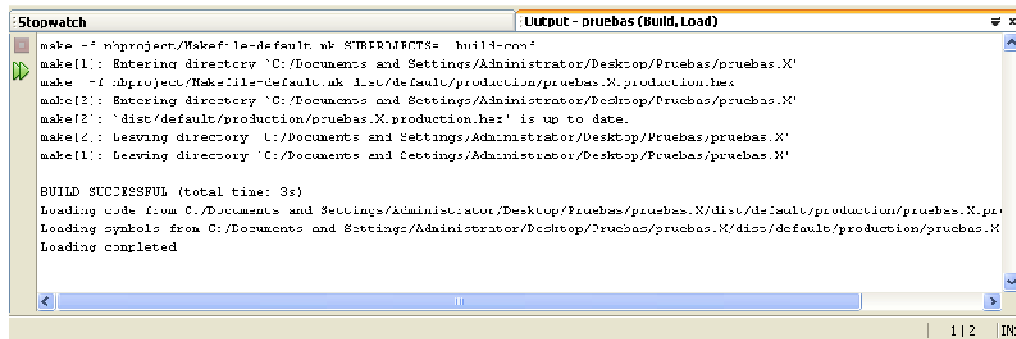 Stopwatch
Output - pruebas (Build, Load)
make -f nbproject/Makefile-default.mk SUBPROJECTS= .build-conf
make[1]: Entering directory `C:/Documents and Settings/Administrator/Desktop/Pruebas/pruebas.X'
make -f nbproject/Makefile-default.mk dist/default/production/pruebas.X.production.hex
make[2]: Entering directory `C:/Documents and Settings/Administrator/Desktop/Pruebas/pruebas.X'
make[2]: `dist/default/production/pruebas.X.production.hex' is up to date.
make[2]: Leaving directory `C:/Documents and Settings/Administrator/Desktop/Pruebas/pruebas.X'
make[1]: Leaving directory `C:/Documents and Settings/Administrator/Desktop/Pruebas/pruebas.X'
BUILD SUCCESSFUL (total time: 3s)
Loading code from C:/Documents and Settings/Administrator/Desktop/Pruebas/pruebas.X/dist/default/production/pruebas.X.pro
Loading symbols from C:/Documents and Settings/Administrator/Desktop/Pruebas/pruebas.X/dist/default/production/pruebas.X
Loading completed
1 | 2 IN